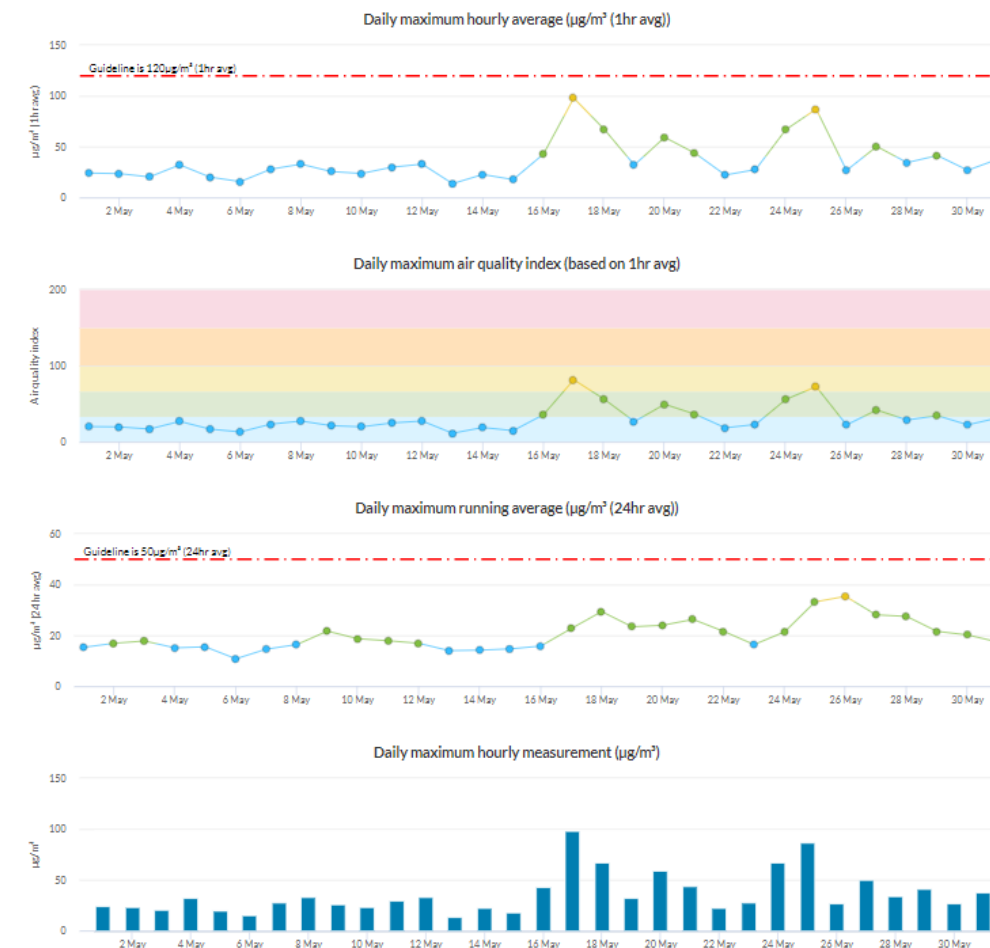 Daily maximum hourly average (µg/m³ (1hr avg))
150
Guideline is 120µg/m³ (1hr avg)
100
50
0
µg/m³ (1hr avg)
2 May 4 May 6 May 8 May 10 May 12 May 14 May 16 May 18 May 20 May 22 May 24 May 26 May 28 May 30 May
Daily maximum air quality index (based on 1hr avg)
200
100
0
Air quality index
2 May 4 May 6 May 8 May 10 May 12 May 14 May 16 May 18 May 20 May 22 May 24 May 26 May 28 May 30 May
Daily maximum running average (µg/m³ (24hr avg))
60
Guideline is 50µg/m³ (24hr avg)
40
20
0
µg/m³ (24hr avg)
2 May 4 May 6 May 8 May 10 May 12 May 14 May 16 May 18 May 20 May 22 May 24 May 26 May 28 May 30 May
Daily maximum hourly measurement (µg/m³)
150
100
50
0
µg/m³
2 May 4 May 6 May 8 May 10 May 12 May 14 May 16 May 18 May 20 May 22 May 24 May 26 May 28 May 30 May